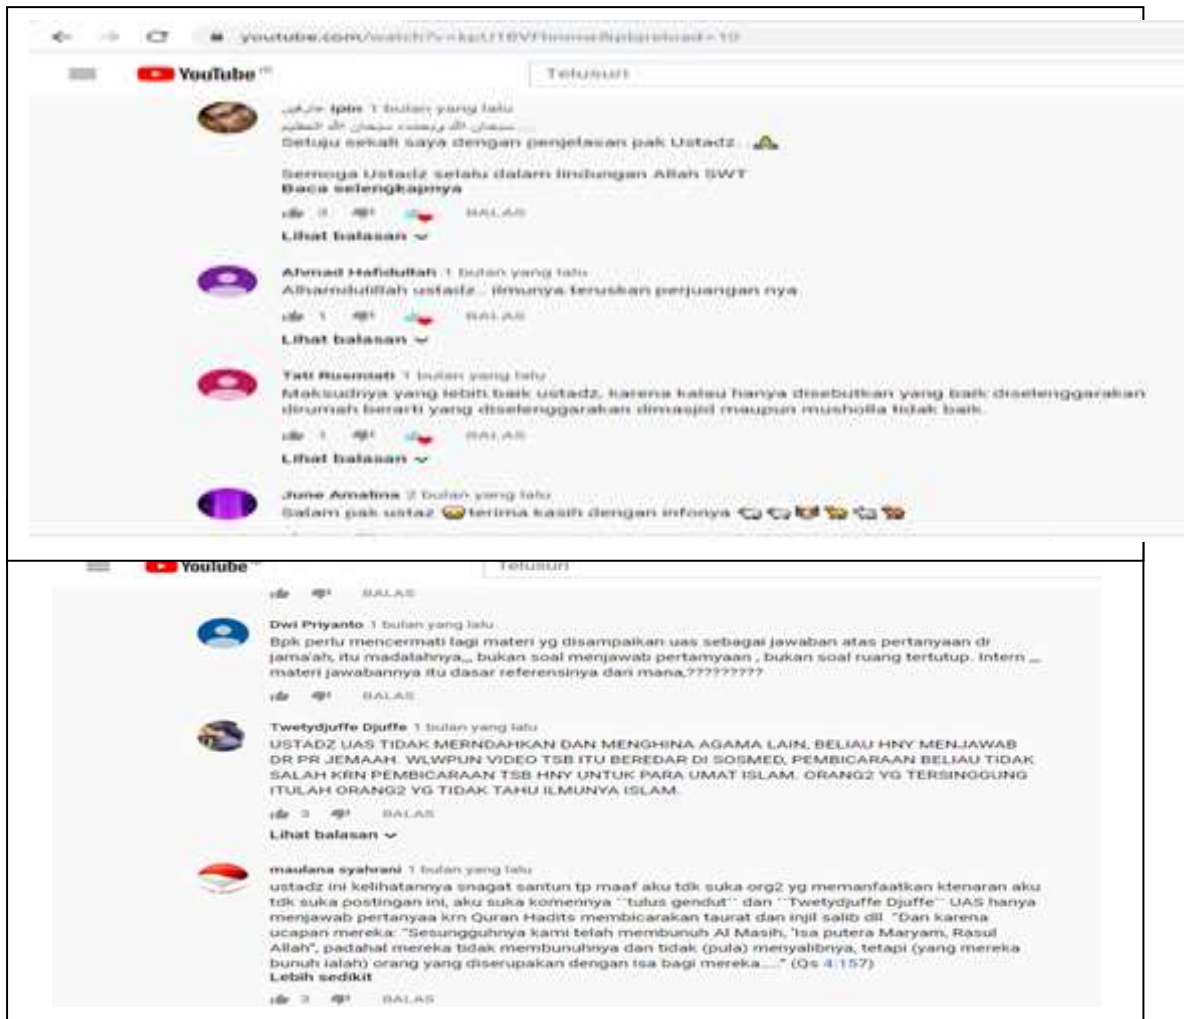 youtube.com/watch?v=
YouTube
Telusuri
ipin 1 bulan yang lalu
سبحان الله وبحمده سبحان الله العظيم....
Setuju sekali saya dengan penjelasan pak Ustadz..
Semoga Ustadz selalu dalam lindungan Allah SWT
Baca selengkapnya
3 BALAS
Lihat balasan
Ahmad Hafidullah 1 bulan yang lalu
Alhamdulillah ustadz.. ilmunya teruskan perjuangan nya
1 BALAS
Lihat balasan
Tati Rusmiati 1 bulan yang lalu
Maksudnya yang lebih baik ustadz, karena kalau hanya disebutkan yang baik diselenggarakan
dirumah berarti yang diselenggarakan dimasjid maupun musholla tidak baik.
1 BALAS
Lihat balasan
June Amalina 2 bulan yang lalu
Salam pak ustaz 😺terima kasih dengan infonya
YouTube
Telusuri
BALAS
Dwi Priyanto 1 bulan yang lalu
Bpk perlu mencermati lagi materi yg disampaikan uas sebagai jawaban atas pertanyaan dr
jama'ah, itu madalahnya,,, bukan soal menjawab pertamyaan , bukan soal ruang tertutup. Intern ,,,
materi jawabannya itu dasar referensinya dari mana,?????????
BALAS
Twetydjuffe Djuffe 1 bulan yang lalu
USTADZ UAS TIDAK MERNDAHKAN DAN MENGHINA AGAMA LAIN, BELIAU HNY MENJAWAB
DR PR JEMAAH. WLWPUN VIDEO TSB ITU BEREDAR DI SOSMED, PEMBICARAAN BELIAU TIDAK
SALAH KRN PEMBICARAAN TSB HNY UNTUK PARA UMAT ISLAM. ORANG2 YG TERSINGGUNG
ITULAH ORANG2 YG TIDAK TAHU ILMUNYA ISLAM.
3 BALAS
Lihat balasan
maulana syahrani 1 bulan yang lalu
ustadz ini kelihatannya snagat santun tp maaf aku tdk suka org2 yg memanfaatkan ktenaran aku
tdk suka postingan ini, aku suka komennya ``tulus gendut`` dan ``Twetydjuffe Djuffe`` UAS hanya
menjawab pertanyaa krn Quran Hadits membicarakan taurat dan injil salib dll "Dan karena
ucapan mereka: "Sesungguhnya kami telah membunuh Al Masih, 'Isa putera Maryam, Rasul
Allah", padahal mereka tidak membunuhnya dan tidak (pula) menyalibnya, tetapi (yang mereka
bunuh ialah) orang yang diserupakan dengan Isa bagi mereka....." (Qs 4:157)
Lebih sedikit
3 BALAS